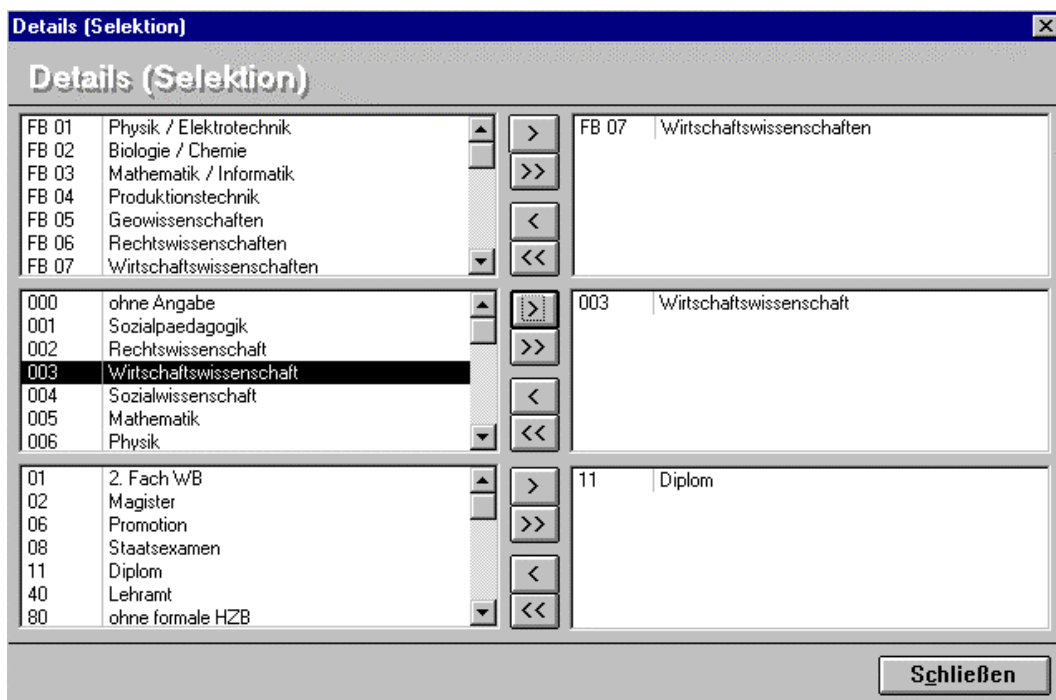 Details (Selektion)
Details (Selektion)
FB 01 Physik / Elektrotechnik
FB 02 Biologie / Chemie
FB 03 Mathematik / Informatik
FB 04 Produktionstechnik
FB 05 Geowissenschaften
FB 06 Rechtswissenschaften
FB 07 Wirtschaftswissenschaften
>
>>
<
<<
FB 07 Wirtschaftswissenschaften
000 ohne Angabe
001 Sozialpaedagogik
002 Rechtswissenschaft
003 Wirtschaftswissenschaft
004 Sozialwissenschaft
005 Mathematik
006 Physik
>
>>
<
<<
003 Wirtschaftswissenschaft
01 2. Fach WB
02 Magister
06 Promotion
08 Staatsexamen
11 Diplom
40 Lehramt
80 ohne formale HZB
>
>>
<
<<
11 Diplom
Schließen